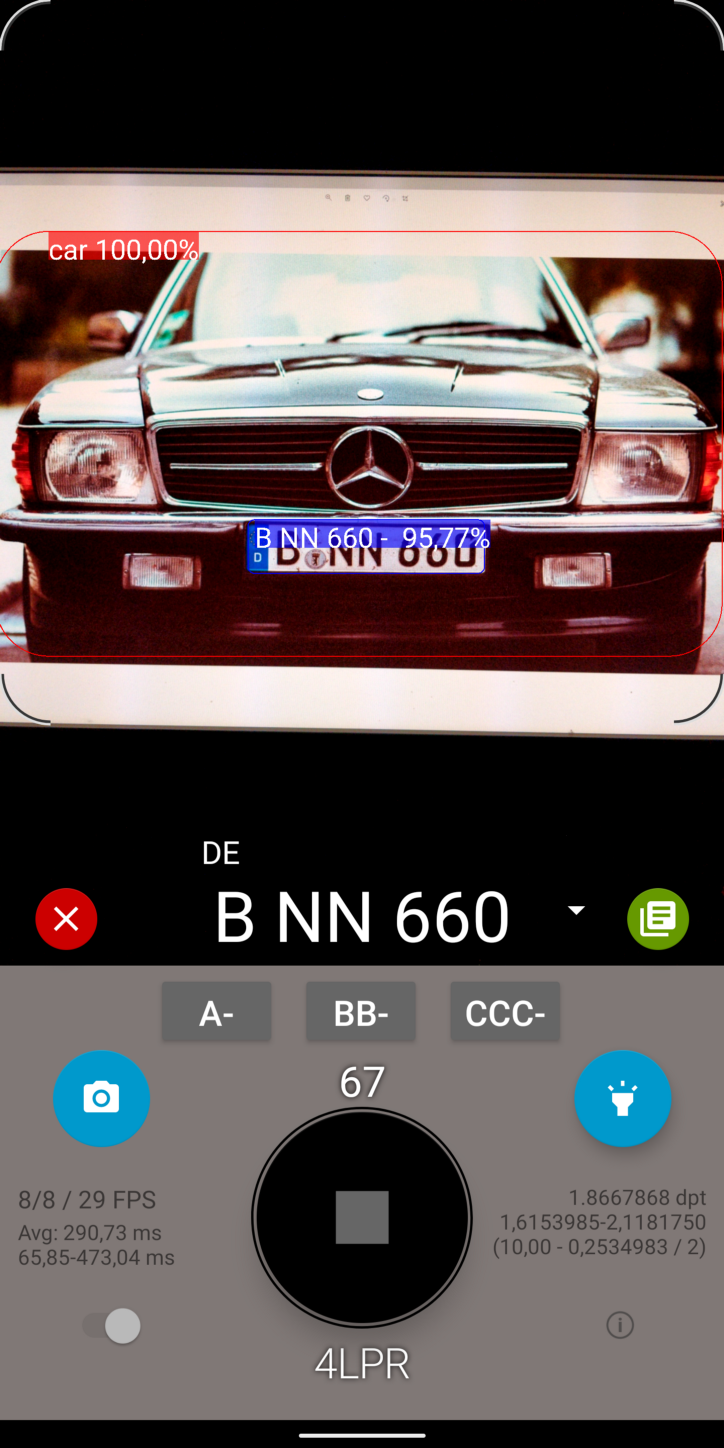 car 100,00%
B NN 660 - 95,77%
D
B NN 660
DE
B NN 660
A-
BB-
CCC-
67
8/8 / 29 FPS
Avg: 290,73 ms
65,85-473,04 ms
1.8667868 dpt
1,6153985-2,1181750
(10,00 - 0,2534983 / 2)
4LPR